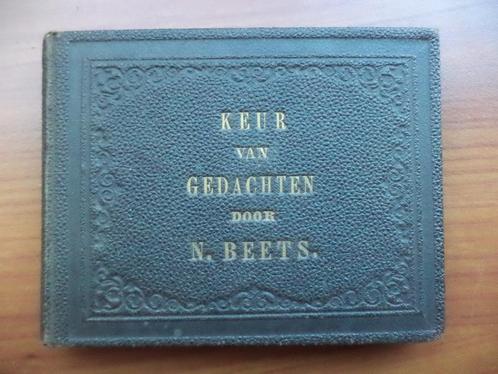 KEUR
VAN
GEDACHTEN
DOOR
N. BEETS.